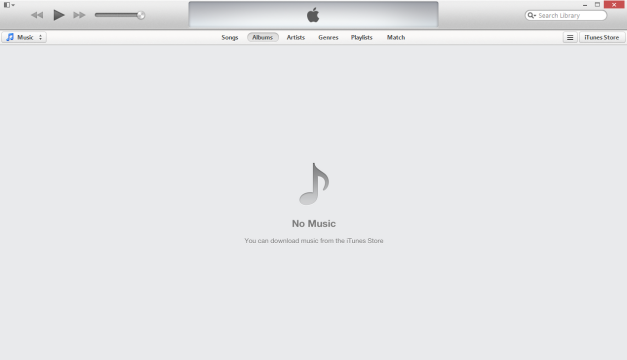 Search Library
Music
Songs
Albums
Artists
Genres
Playlists
Match
iTunes Store
No Music
You can download music from the iTunes Store